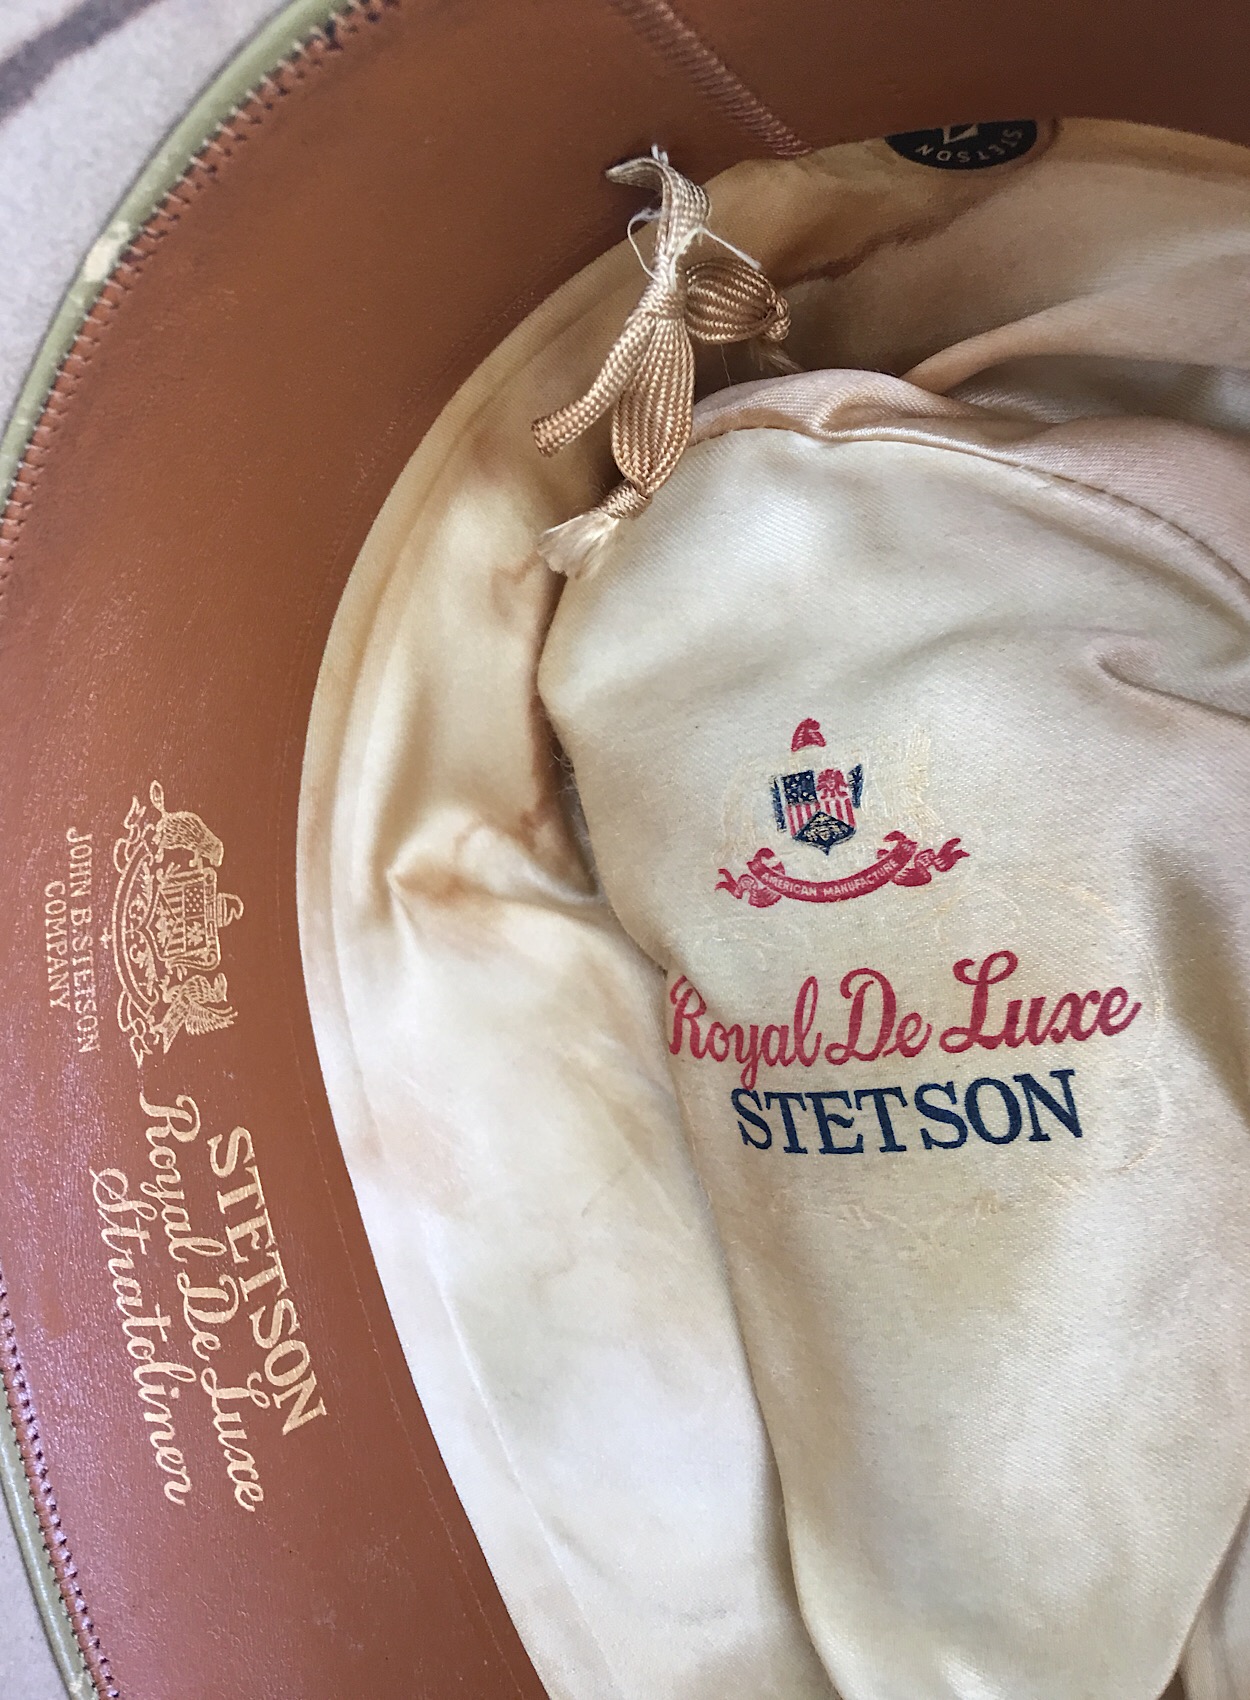 STETSON
AMERICAN MANUFACTURE
Royal De Luxe
STETSON
JOHN B. STETSON
COMPANY
STETSON
Royal De Luxe
Stratoliner